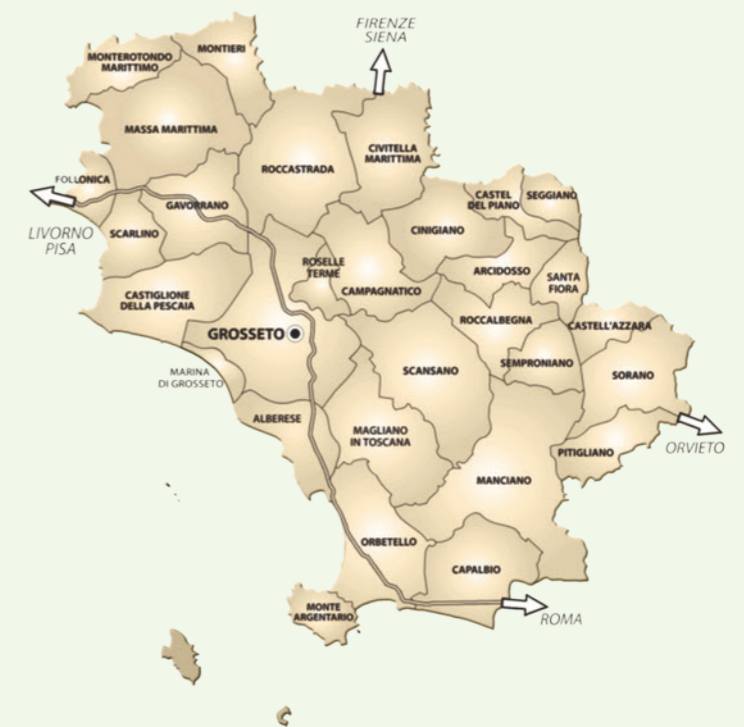 FIRENZE
SIENA
MONTIERI
MONTEROTONDO
MARITTIMO
MASSA MARITTIMA
CIVITELLA
MARITTIMA
ROCCASTRADA
FOLLONICA
GAVORRANO
CASTEL
DEL PIANO
SEGGIANO
LIVORNO
PISA
SCARLINO
CINIGIANO
ROSELLE
TERME
ARCIDOSSO
SANTA
FIORA
CASTIGLIONE
DELLA PESCAIA
CAMPAGNATICO
ROCCALBEGNA
CASTELL'AZZARA
GROSSETO
SEMPRONIANO
SCANSANO
SORANO
MARINA
DI GROSSETO
ALBERESE
MAGLIANO
IN TOSCANA
PITIGLIANO
ORVIETO
MANCIANO
ORBETELLO
CAPALBIO
MONTE
ARGENTARIO
ROMA